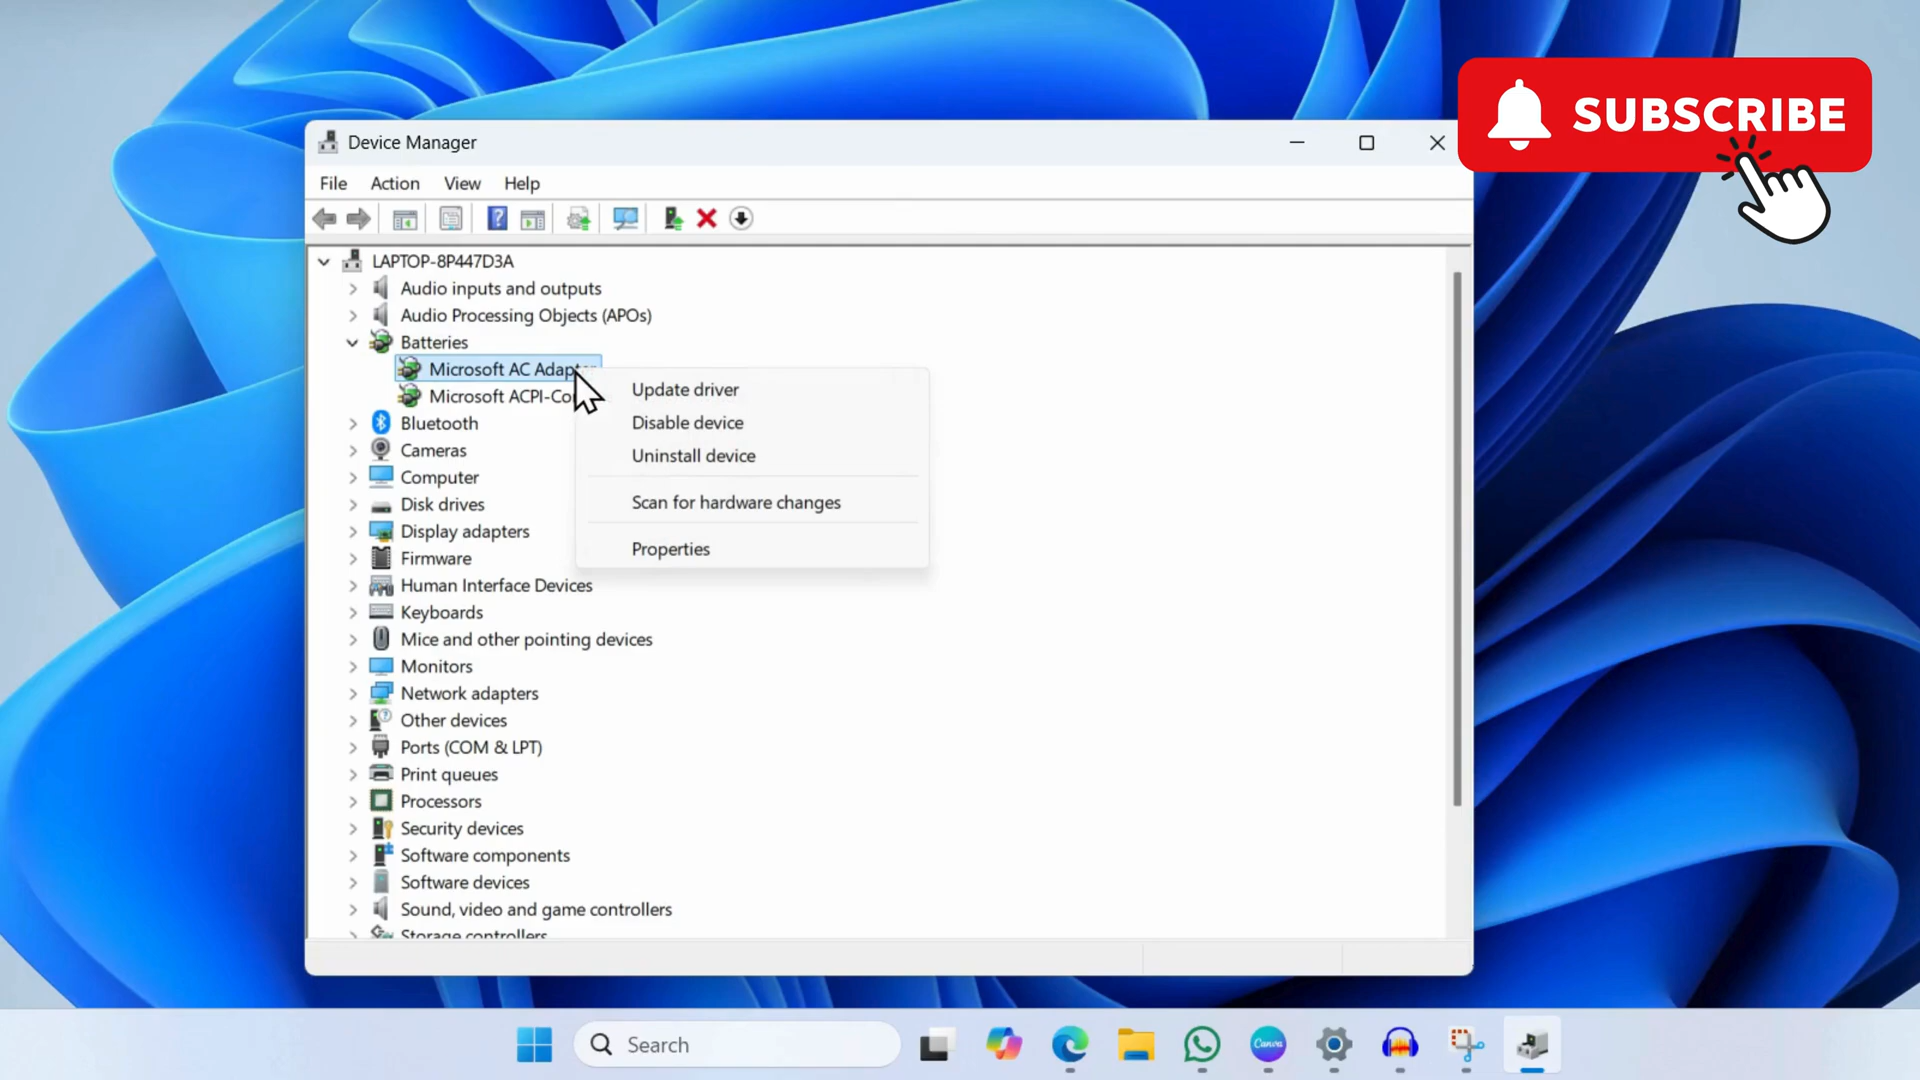 SUBSCRIBE
Device Manager
File Action View Help
LAPTOP-8P447D3A
Audio inputs and outputs
Audio Processing Objects (APOs)
Batteries
Microsoft AC
Microsoft
Update driver
Disable device
Uninstall device
Scan for hardware changes
Properties
Bluetooth
Cameras
Computer
Disk drives
Display adapters
Firmware
Human Interface Devices
Keyboards
Mice and other pointing devices
Monitors
Network adapters
Other devices
Ports (COM & LPT)
Print queues
Processors
Security devices
Software components
Software devices
Sound, video and game controllers
Storage controllers
Search
Canva